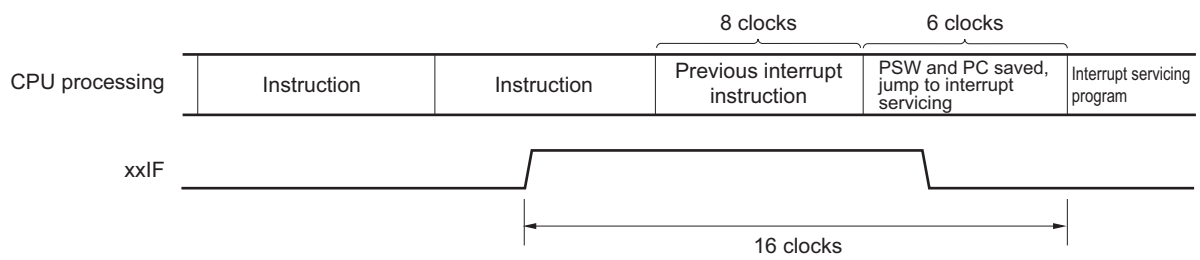 8 clocks
6 clocks
CPU processing
Instruction
Instruction
Previous interrupt
instruction
PSW and PC saved,
jump to interrupt
servicing
Interrupt servicing
program
xxIF
16 clocks